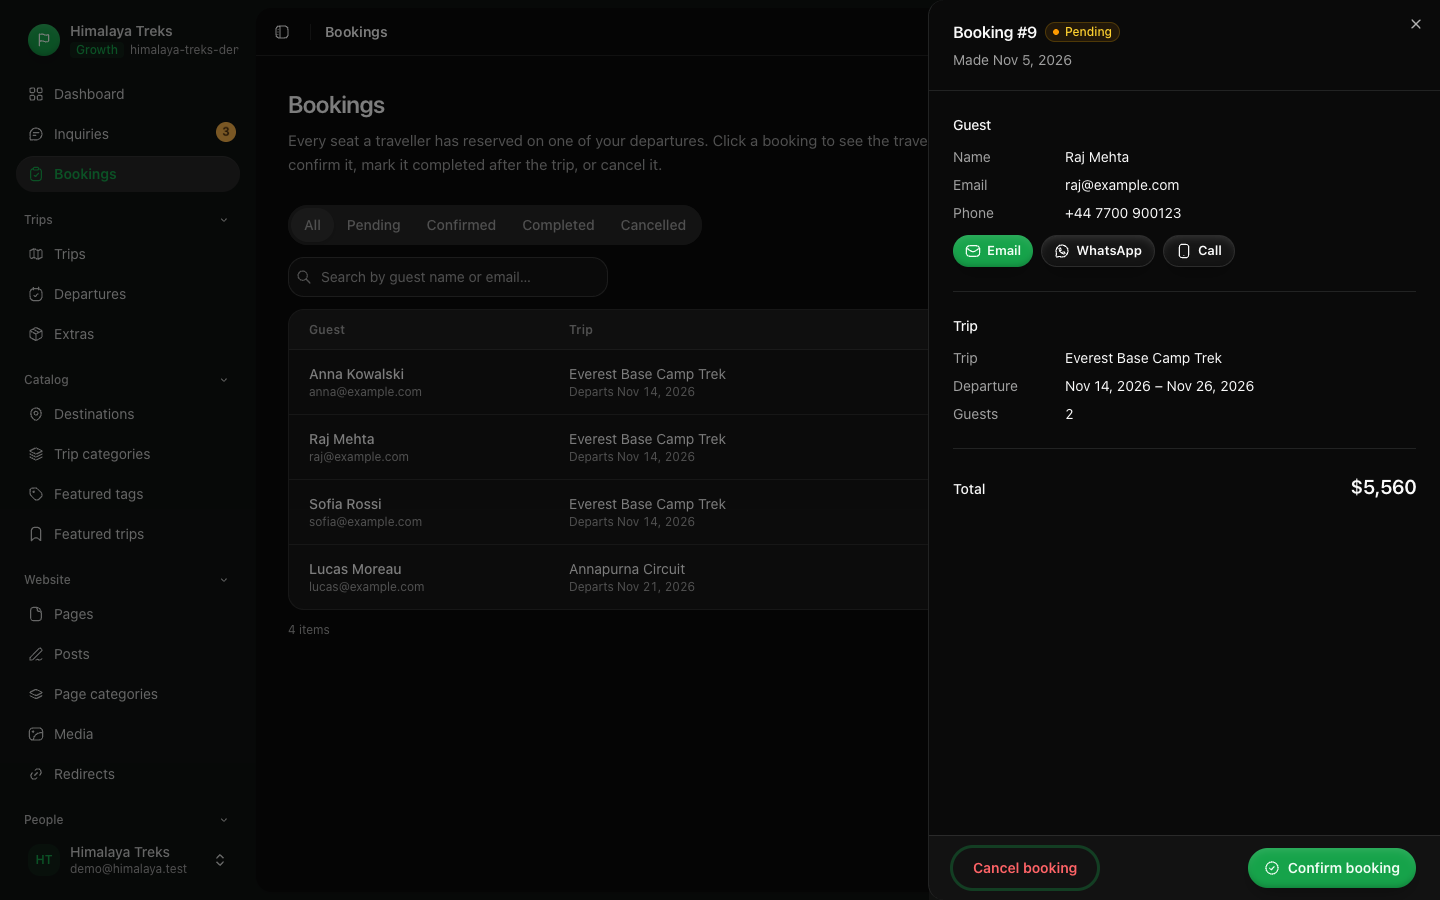 Himalaya Treks
Growth himalaya-treks-der
Dashboard
Inquiries 3
Bookings
Trips
Trips
Departures
Extras
Catalog
Destinations
Trip categories
Featured tags
Featured trips
Website
Pages
Posts
Page categories
Media
Redirects
People
HT
Himalaya Treks
demo@himalaya.test
Bookings
Bookings
Every seat a traveller has reserved on one of your departures. Click a booking to see the trave
confirm it, mark it completed after the trip, or cancel it.
All Pending Confirmed Completed Cancelled
Search by guest name or email...
Guest Trip
Anna Kowalski Everest Base Camp Trek
anna@example.com Departs Nov 14, 2026
Raj Mehta Everest Base Camp Trek
raj@example.com Departs Nov 14, 2026
Sofia Rossi Everest Base Camp Trek
sofia@example.com Departs Nov 14, 2026
Lucas Moreau Annapurna Circuit
lucas@example.com Departs Nov 21, 2026
4 items
Booking #9 Pending
Made Nov 5, 2026
Guest
Name Raj Mehta
Email raj@example.com
Phone +44 7700 900123
Email WhatsApp Call
Trip
Trip Everest Base Camp Trek
Departure Nov 14, 2026 – Nov 26, 2026
Guests 2
Total $5,560
Cancel booking Confirm booking